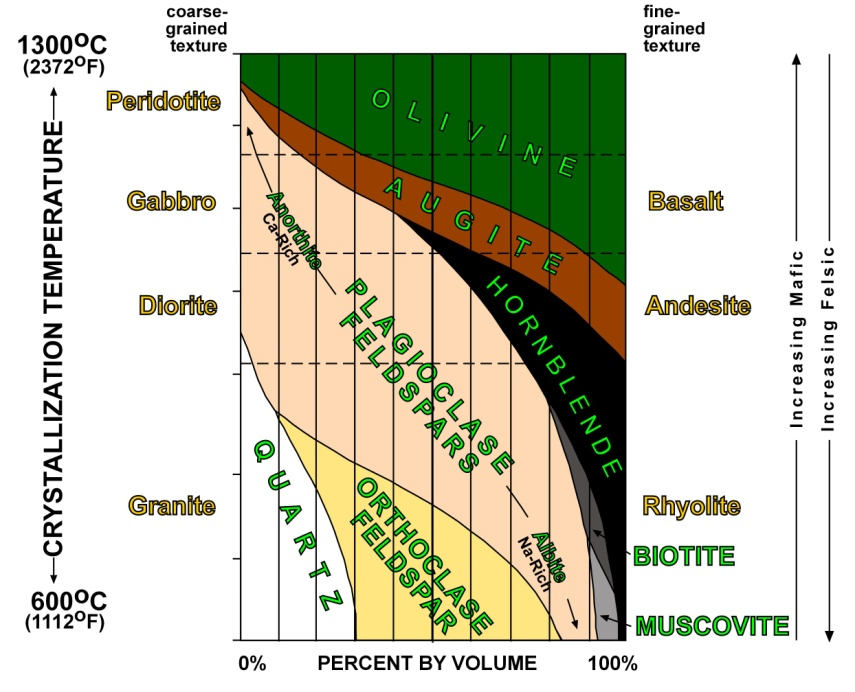 coarse-
grained
texture
fine-
grained
texture
1300ºC
(2372ºF)
Peridotite
OLIVINE
AUGITE
Gabbro
Basalt
Anorthite
Ca-Rich
Diorite
Andesite
PLAGIOCLASE
FELDSPARS
HORNBLENDE
CRYSTALLIZATION TEMPERATURE
Increasing Mafic
Increasing Felsic
QUARTZ
ORTHOCLASE
FELDSPAR
Granite
Rhyolite
Albite
Na-Rich
BIOTITE
MUSCOVITE
600ºC
(1112ºF)
0% PERCENT BY VOLUME 100%